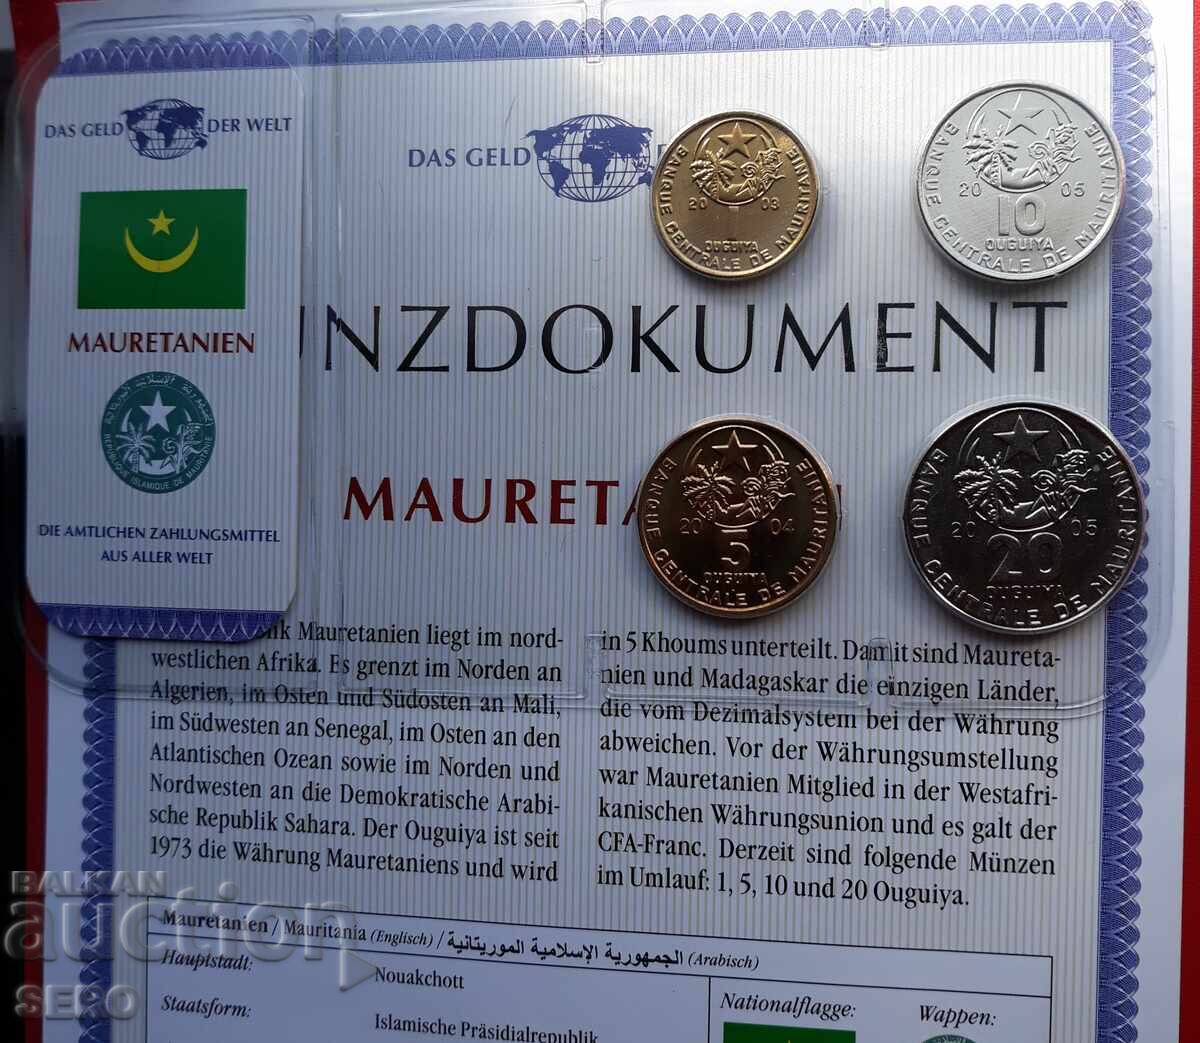 DAS GELD DER WELT
MAURETANIEN
REPUBLIQUE ISLAMIQUE DE MAURITANIE
DIE AMTLICHEN ZAHLUNGSMITTEL
AUS ALLER WELT
DAS GELD
NZDOKUMENT
MAURETA
BANQUE CENTRALE DE MAURITANIE
20 03
1
OUGUIYA
BANQUE CENTRALE DE MAURITANIE
20 05
10
OUGUIYA
BANQUE CENTRALE DE MAURITANIE
20 04
5
OUGUIYA
BANQUE CENTRALE DE MAURITANIE
20 05
20
OUGUIYA
lik Mauretanien liegt im nord-
westlichen Afrika. Es grenzt im Norden an
Algerien, im Osten und Südosten an Mali,
im Südwesten an Senegal, im Osten an den
Atlantischen Ozean sowie im Norden und
Nordwesten an die Demokratische Arabi-
sche Republik Sahara. Der Ouguiya ist seit
1973 die Währung Mauretaniens und wird
in 5 Khoums unterteilt. Damit sind Maureta-
nien und Madagaskar die einzigen Länder,
die vom Dezimalsystem bei der Währung
abweichen. Vor der Währungsumstellung
war Mauretanien Mitglied in der Westafri-
kanischen Währungsunion und es galt der
CFA-Franc. Derzeit sind folgende Münzen
im Umlauf: 1, 5, 10 und 20 Ouguiya.
Mauretanien / Mauritania (Englisch) / الجمهورية الإسلامية الموريتانية (Arabisch)
Hauptstadt: Nouakchott
Staatsform: Islamische Präsidialrepublik
Nationalflagge: Wappen:
BALKAN
auction
SERO